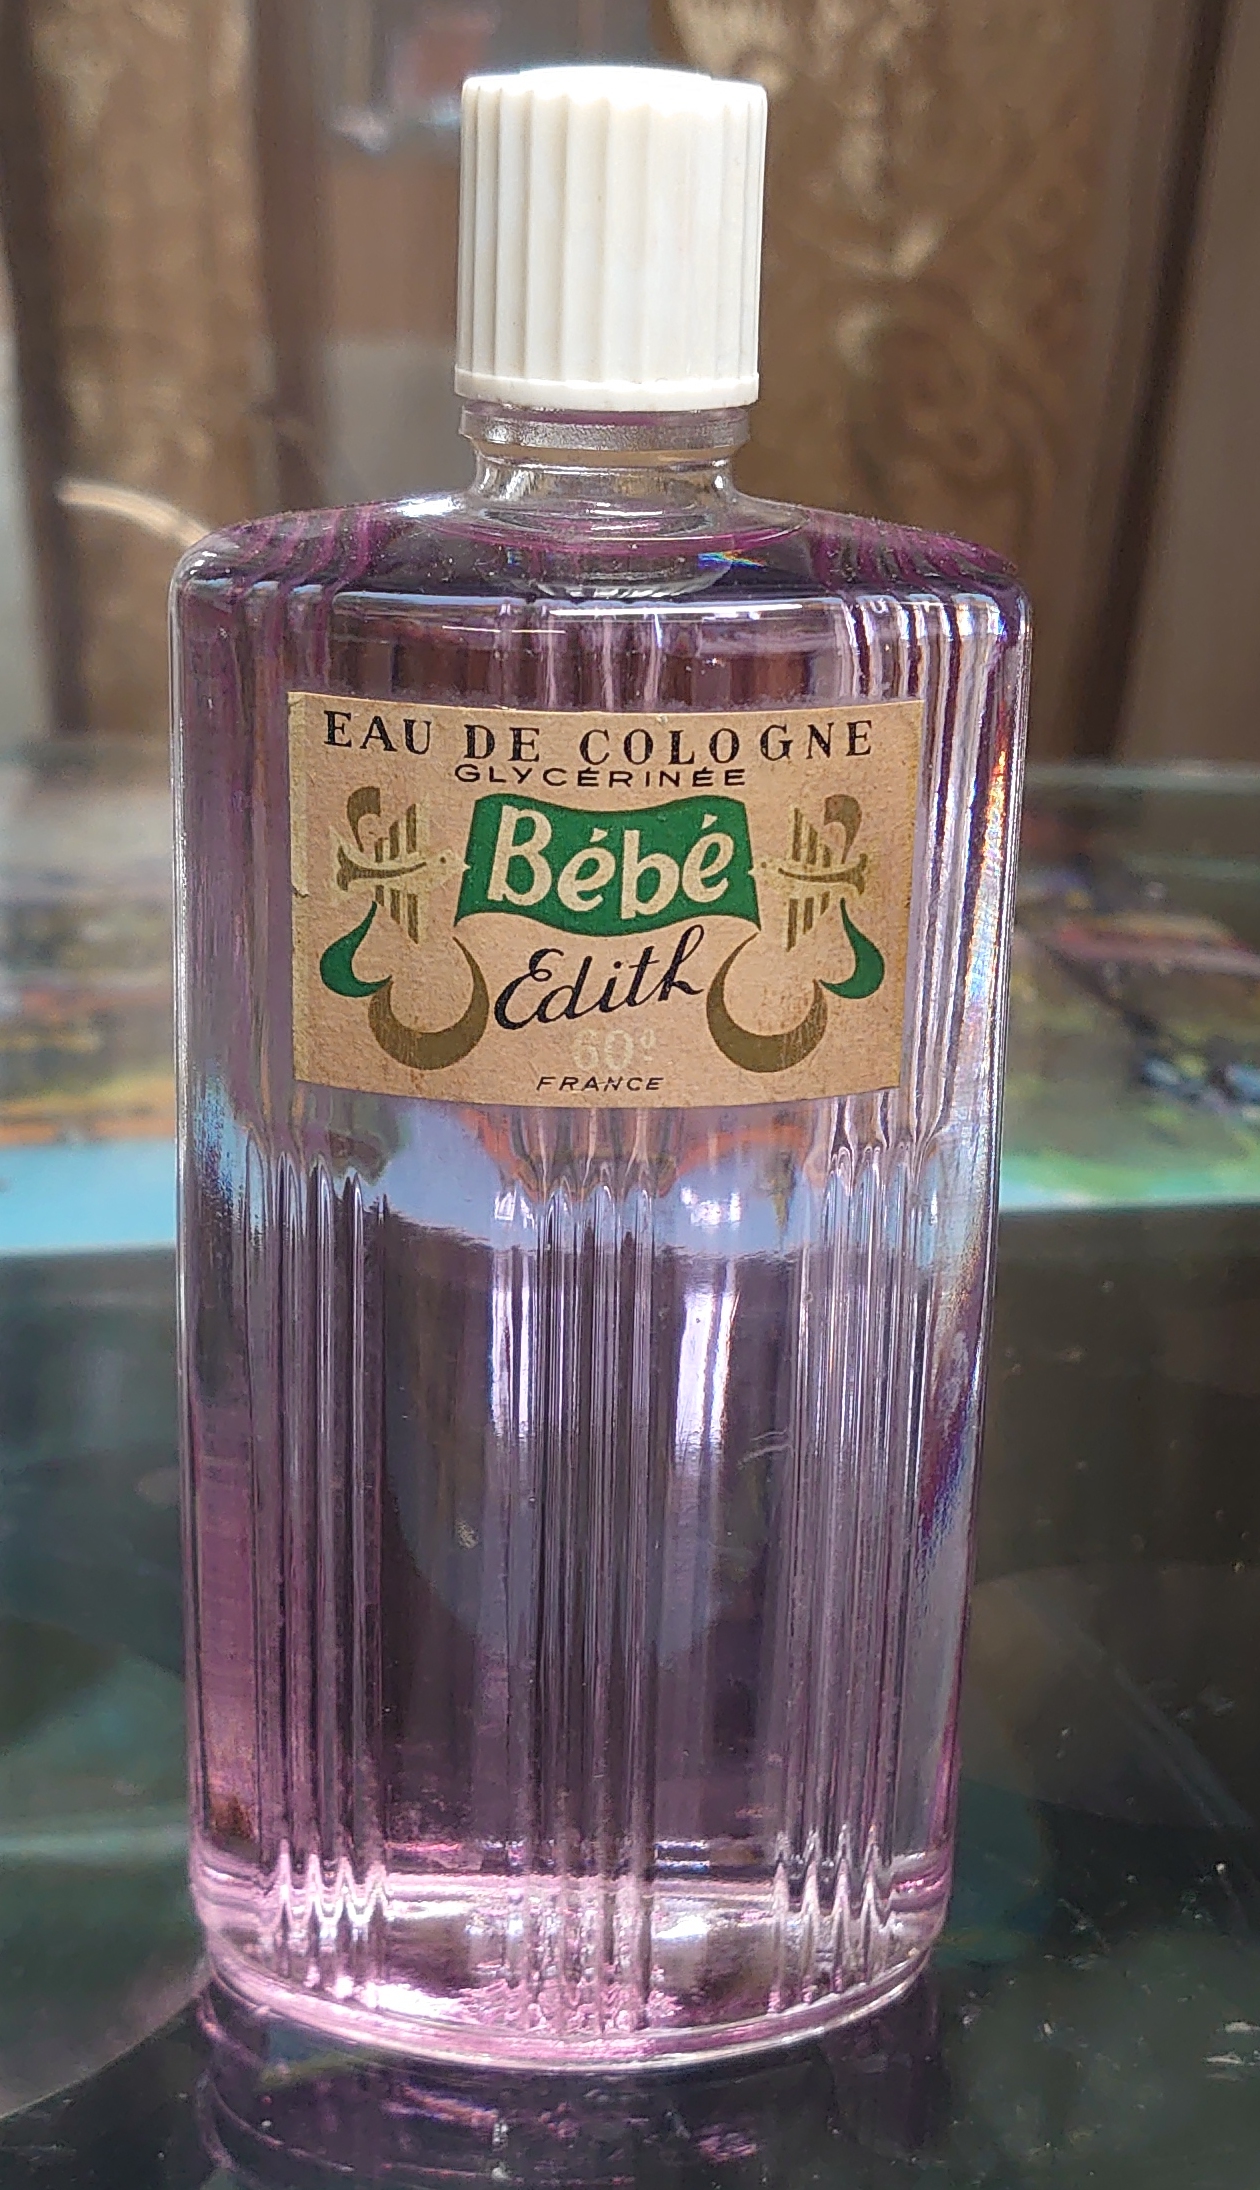 EAU DE COLOGNE
GLYCÉRINÉE
Bébé
Edith
60°
FRANCE